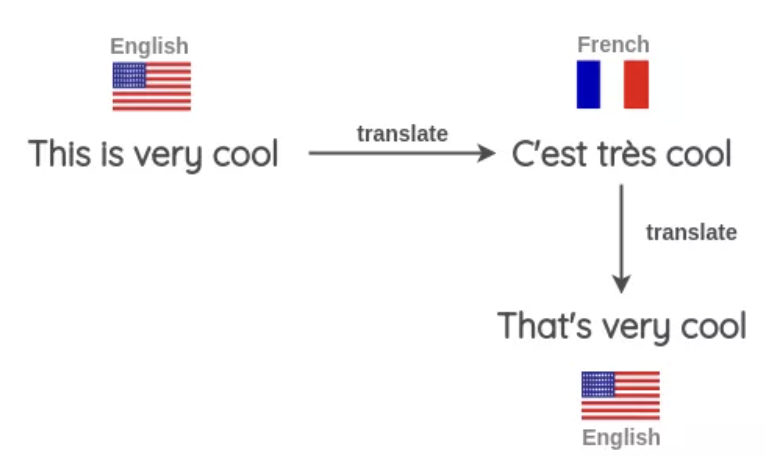 English
French
This is very cool
translate
C'est très cool
translate
That's very cool
English